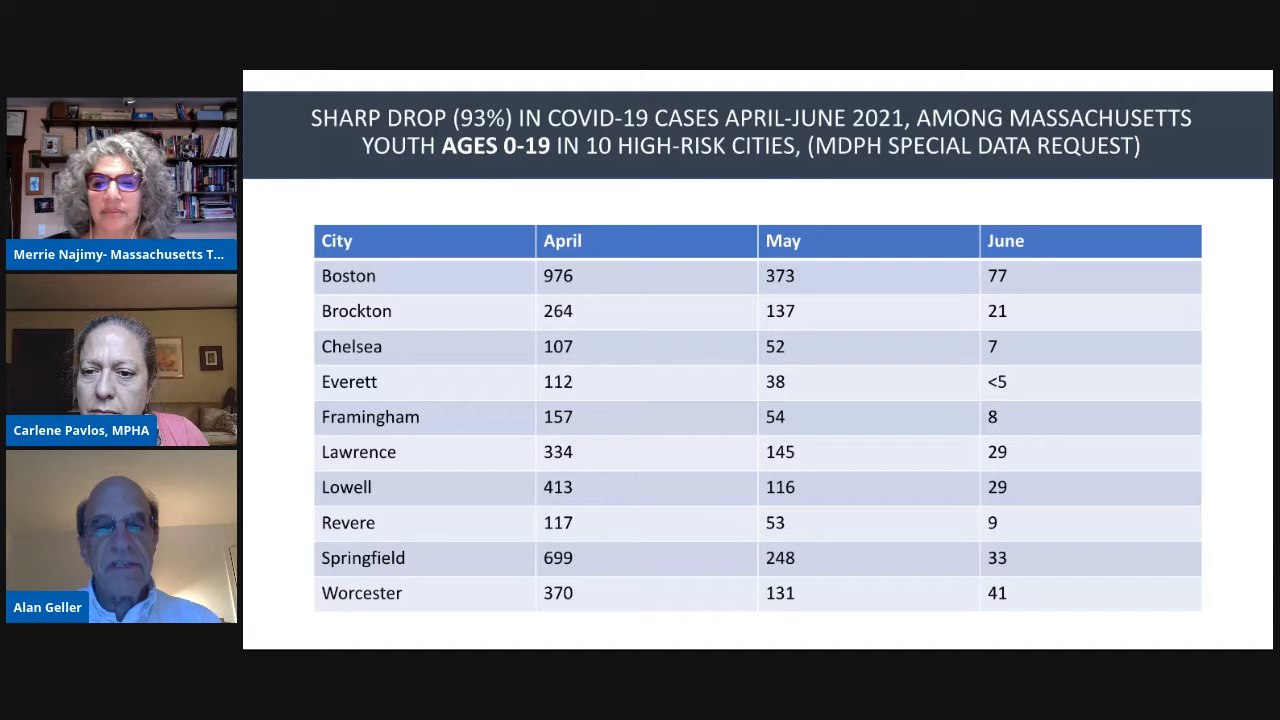 SHARP DROP (93%) IN COVID-19 CASES APRIL-JUNE 2021, AMONG MASSACHUSETTS
YOUTH AGES 0-19 IN 10 HIGH-RISK CITIES, (MDPH SPECIAL DATA REQUEST)
City April May June
Boston 976 373 77
Brockton 264 137 21
Chelsea 107 52 7
Everett 112 38 <5
Framingham 157 54 8
Lawrence 334 145 29
Lowell 413 116 29
Revere 117 53 9
Springfield 699 248 33
Worcester 370 131 41
Merrie Najimy- Massachusetts T...
Carlene Pavlos, MPHA
Alan Geller